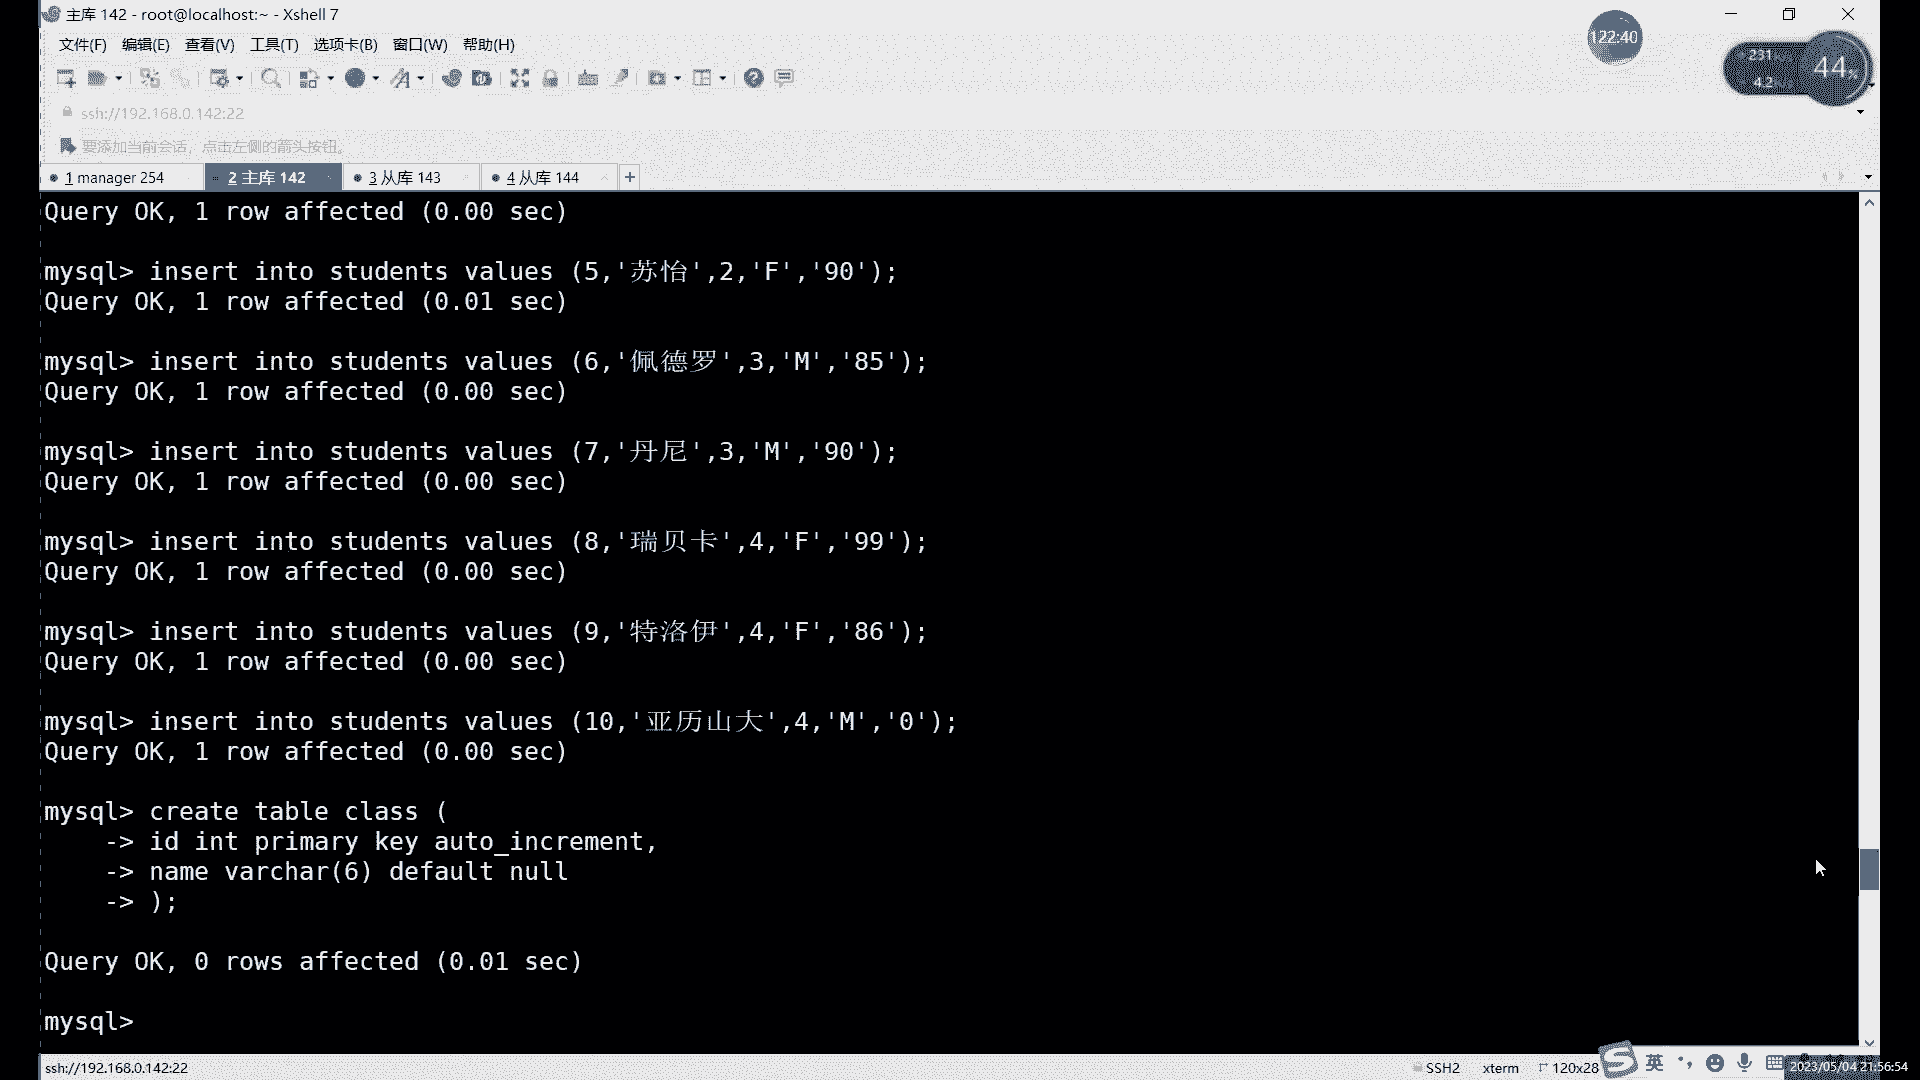 主库 142 - root@localhost:~ - Xshell 7
文件(F) 编辑(E) 查看(V) 工具(T) 选项卡(B) 窗口(W) 帮助(H)
122:40
231
4.2
44%
ssh://192.168.0.142:22
要添加当前会话，点击左侧的箭头按钮。
1 manager 254
2 主库 142
3 从库 143
4 从库 144
Query OK, 1 row affected (0.00 sec)
mysql> insert into students values (5,'苏怡',2,'F','90');
Query OK, 1 row affected (0.01 sec)
mysql> insert into students values (6,'佩德罗',3,'M','85');
Query OK, 1 row affected (0.00 sec)
mysql> insert into students values (7,'丹尼',3,'M','90');
Query OK, 1 row affected (0.00 sec)
mysql> insert into students values (8,'瑞贝卡',4,'F','99');
Query OK, 1 row affected (0.00 sec)
mysql> insert into students values (9,'特洛伊',4,'F','86');
Query OK, 1 row affected (0.00 sec)
mysql> insert into students values (10,'亚历山大',4,'M','0');
Query OK, 1 row affected (0.00 sec)
mysql> create table class (
-> id int primary key auto_increment,
-> name varchar(6) default null
-> );
Query OK, 0 rows affected (0.01 sec)
mysql>
ssh://192.168.0.142:22
SSH2 xterm 120x28
英
2023/05/04 21:56:54